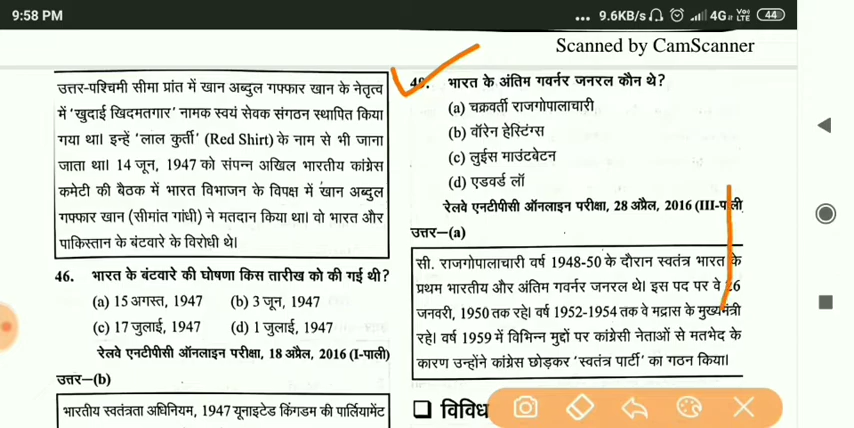 9:58 PM
... 9.6KB/s 4G VoLTE 44
Scanned by CamScanner
उत्तर-पश्चिमी सीमा प्रांत में खान अब्दुल गफ्फार खान के नेतृत्व
में 'खुदाई खिदमतगार' नामक स्वयं सेवक संगठन स्थापित किया
गया था। इन्हें 'लाल कुर्ती' (Red Shirt) के नाम से भी जाना
जाता था। 14 जून, 1947 को संपन्न अखिल भारतीय कांग्रेस
कमेटी की बैठक में भारत विभाजन के विपक्ष में खान अब्दुल
गफ्फार खान (सीमांत गांधी) ने मतदान किया था। वो भारत और
पाकिस्तान के बंटवारे के विरोधी थे।
46. भारत के बंटवारे की घोषणा किस तारीख को की गई थी?
(a) 15 अगस्त, 1947 (b) 3 जून, 1947
(c) 17 जुलाई, 1947 (d) 1 जुलाई, 1947
रेलवे एनटीपीसी ऑनलाइन परीक्षा, 18 अप्रैल, 2016 (I-पाली)
उत्तर—(b)
भारतीय स्वतंत्रता अधिनियम, 1947 यूनाइटेड किंगडम की पार्लियामेंट
भारत के अंतिम गवर्नर जनरल कौन थे?
(a) चक्रवर्ती राजगोपालाचारी
(b) वॉरेन हेस्टिंग्स
(c) लुईस माउंटबेटन
(d) एडवर्ड लॉ
रेलवे एनटीपीसी ऑनलाइन परीक्षा, 28 अप्रैल, 2016 (III-पाली
उत्तर—(a)
सी. राजगोपालाचारी वर्ष 1948-50 के दौरान स्वतंत्र भारत के
प्रथम भारतीय और अंतिम गवर्नर जनरल थे। इस पद पर वे 26
जनवरी, 1950 तक रहे। वर्ष 1952-1954 तक वे मद्रास के मुख्यमंत्री
रहे। वर्ष 1959 में विभिन्न मुद्दों पर कांग्रेसी नेताओं से मतभेद के
कारण उन्होंने कांग्रेस छोड़कर 'स्वतंत्र पार्टी' का गठन किया।
विविध